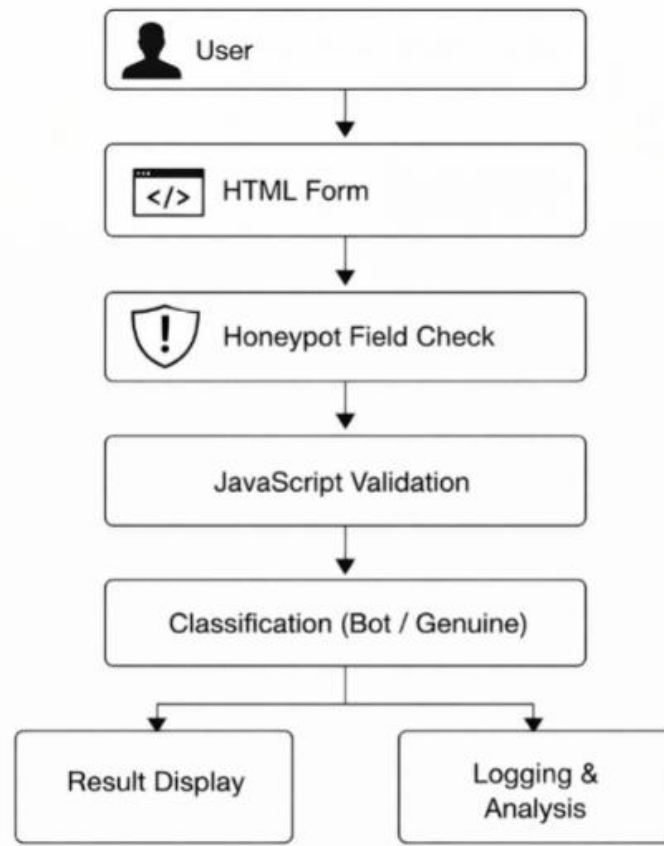 User
</>
HTML Form
!
Honeypot Field Check
JavaScript Validation
Classification (Bot / Genuine)
Result Display
Logging &
Analysis